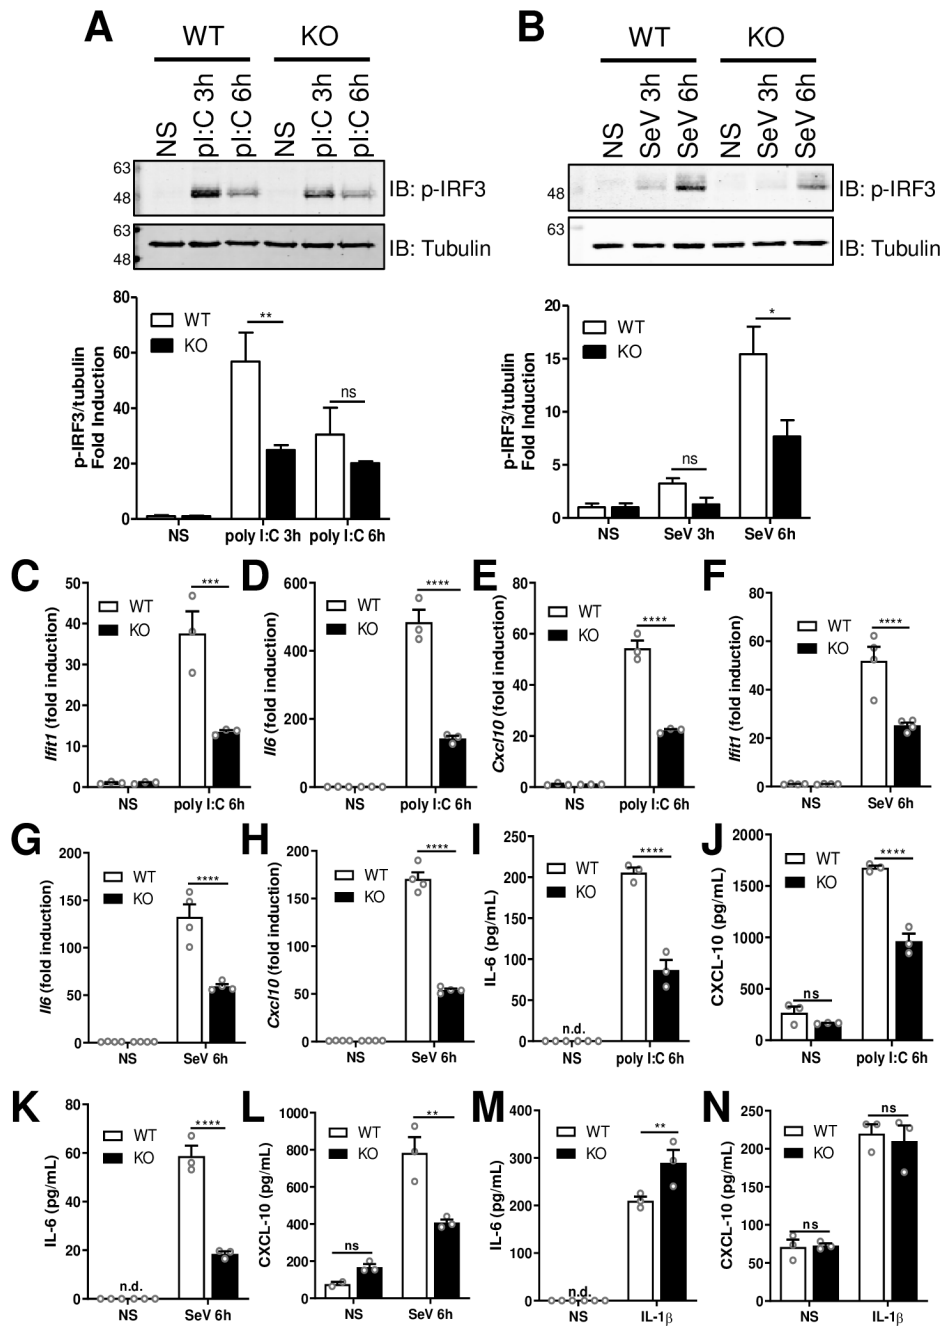 A
WT KO
NS pI:C 3h pI:C 6h NS pI:C 3h pI:C 6h
63
48
IB: p-IRF3
63
48
IB: Tubulin
80
60
40
20
0
p-IRF3/tubulin
Fold Induction
WT
KO
**
ns
NS poly I:C 3h poly I:C 6h
B
WT KO
NS SeV 3h SeV 6h NS SeV 3h SeV 6h
48
IB: p-IRF3
63
IB: Tubulin
20
15
10
5
0
p-IRF3/tubulin
Fold Induction
WT
KO
ns
*
NS SeV 3h SeV 6h
C
50
40
30
20
10
0
Ifit1 (fold induction)
WT
KO
***
NS poly I:C 6h
D
600
400
200
0
Il6 (fold induction)
WT
KO
****
NS poly I:C 6h
E
80
60
40
20
0
Cxcl10 (fold induction)
WT
KO
****
NS poly I:C 6h
F
80
60
40
20
0
Ifit1 (fold induction)
WT
KO
****
NS SeV 6h
G
200
150
100
50
0
Il6 (fold induction)
WT
KO
****
NS SeV 6h
H
200
150
100
50
0
Cxcl10 (fold induction)
WT
KO
****
NS SeV 6h
I
250
200
150
100
50
0
IL-6 (pg/mL)
WT
KO
****
n.d.
NS poly I:C 6h
J
2000
1500
1000
500
0
CXCL-10 (pg/mL)
WT
KO
****
ns
NS poly I:C 6h
K
80
60
40
20
0
IL-6 (pg/mL)
WT
KO
****
n.d.
NS SeV 6h
L
1000
800
600
400
200
0
CXCL-10 (pg/mL)
WT
KO
**
ns
NS SeV 6h
M
400
300
200
100
0
IL-6 (pg/mL)
WT
KO
**
n.d.
NS IL-1β
N
250
200
150
100
50
0
CXCL-10 (pg/mL)
WT
KO
ns
ns
NS IL-1β